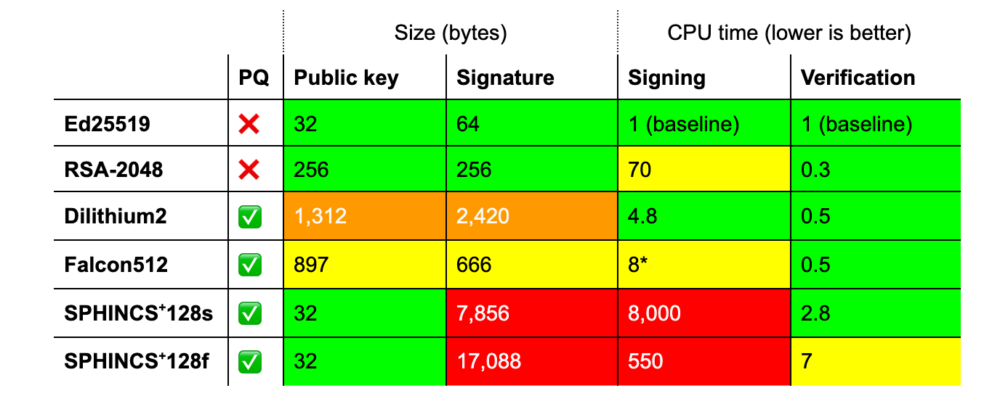 Size (bytes) CPU time (lower is better)
PQ Public key Signature Signing Verification
Ed25519 ❌ 32 64 1 (baseline) 1 (baseline)
RSA-2048 ❌ 256 256 70 0.3
Dilithium2 ✅ 1,312 2,420 4.8 0.5
Falcon512 ✅ 897 666 8* 0.5
SPHINCS⁺128s ✅ 32 7,856 8,000 2.8
SPHINCS⁺128f ✅ 32 17,088 550 7